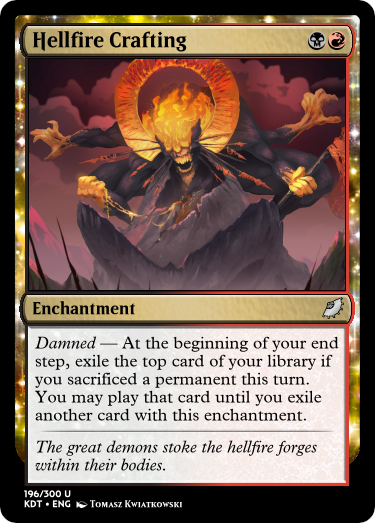 Hellfire Crafting
Enchantment
Damned — At the beginning of your end
step, exile the top card of your library if
you sacrificed a permanent this turn.
You may play that card until you exile
another card with this enchantment.
The great demons stoke the hellfire forges
within their bodies.
196/300 U
KDT • ENG Tomasz Kwiatkowski